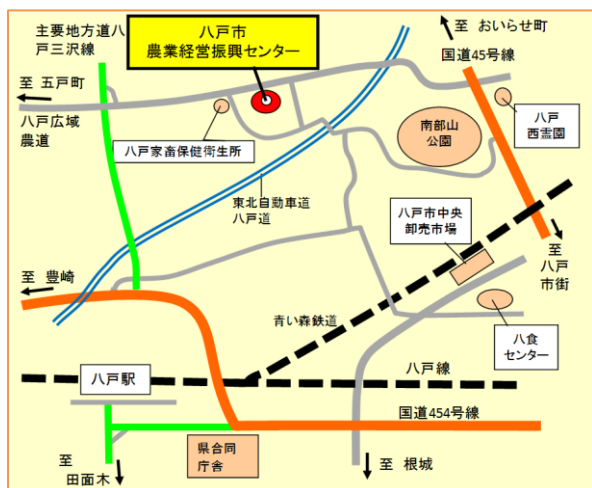 主要地方道八
戸三沢線
八戸市
農業経営振興センター
至 おいらせ町
国道45号線
至 五戸町
八戸広域
農道
八戸家畜保健衛生所
南部山
公園
八戸
西霊園
東北自動車道
八戸道
八戸市中央
卸売市場
至
八戸
市街
至 豊崎
青い森鉄道
八食
センター
八戸駅
八戸線
国道454号線
県合同
庁舎
至
田面木
至 根城